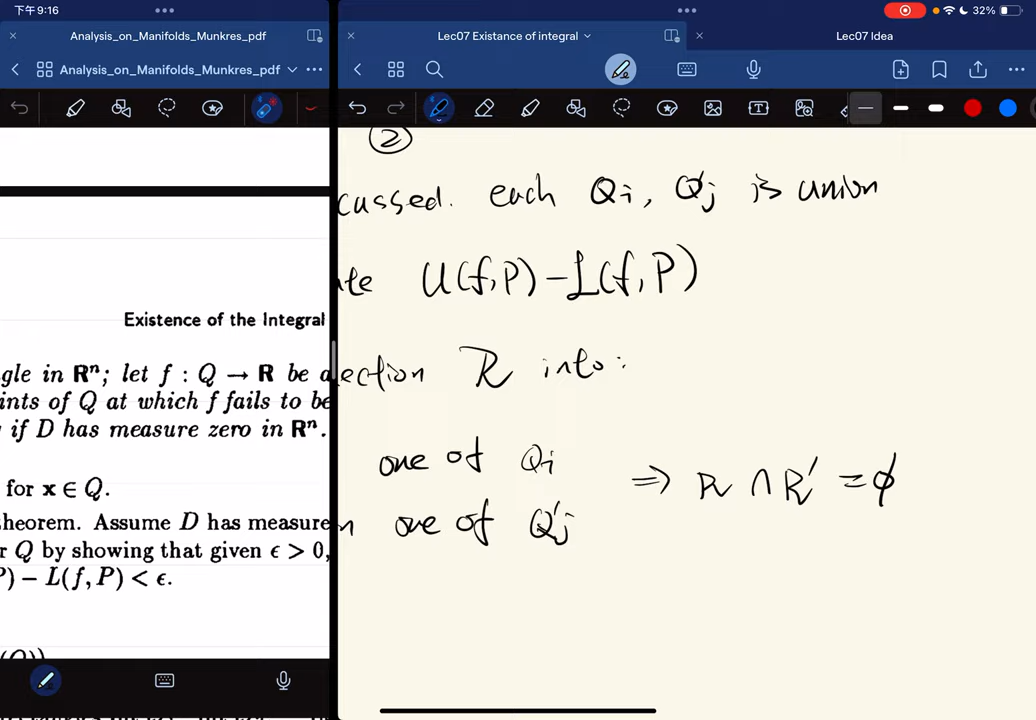 下午9:16
32%
Analysis_on_Manifolds_Munkres_pdf
Lec07 Existance of integral
Lec07 Idea
Analysis_on_Manifolds_Munkres_pdf
Existence of the Integral
gle in Rⁿ; let f : Q → R be a
ints of Q at which f fails to be
if D has measure zero in Rⁿ.
for x ∈ Q.
theorem. Assume D has measure
r Q by showing that given ϵ > 0,
P) − L(f, P) < ϵ.
(Q))
②
cussed. each Qi, Q'j is union
te U(f,P) − L(f,P)
ection R into:
one of Qi
⇒ R ∩ R' = ϕ
n one of Q'j